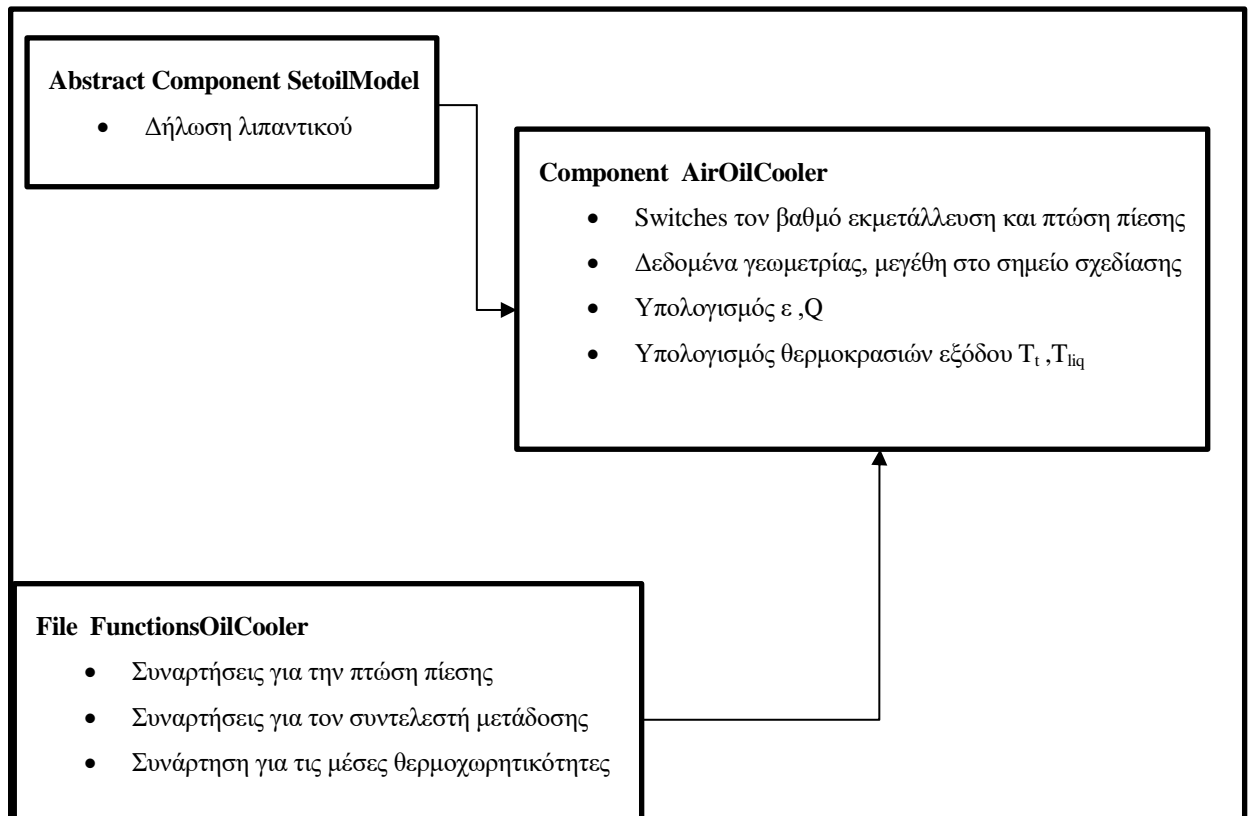 Abstract Component SetoilModel
• Δήλωση λιπαντικού
Component AirOilCooler
• Switches τον βαθμό εκμετάλλευση και πτώση πίεσης
• Δεδομένα γεωμετρίας, μεγέθη στο σημείο σχεδίασης
• Υπολογισμός ε ,Q
• Υπολογισμός θερμοκρασιών εξόδου Tt ,Tliq
File FunctionsOilCooler
• Συναρτήσεις για την πτώση πίεσης
• Συναρτήσεις για τον συντελεστή μετάδοσης
• Συνάρτηση για τις μέσες θερμοχωρητικότητες